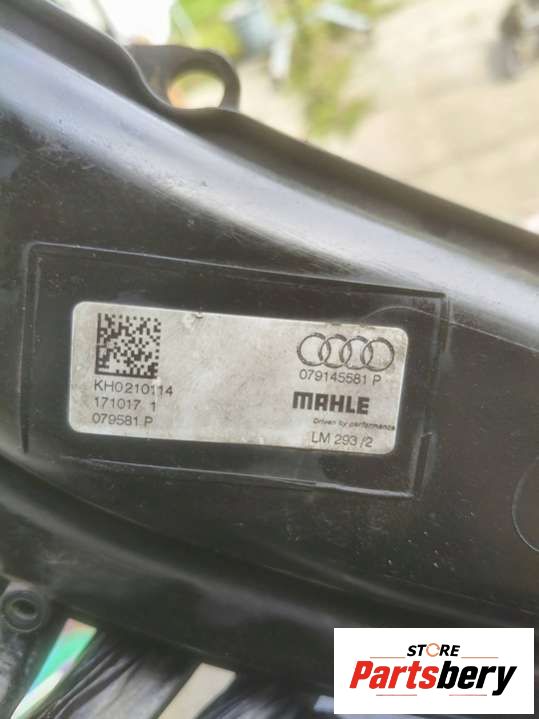 KH0210114
171017 1
079581 P
079145581 P
MAHLE
Driven by performance
LM 293/2
STORE
Partsbery